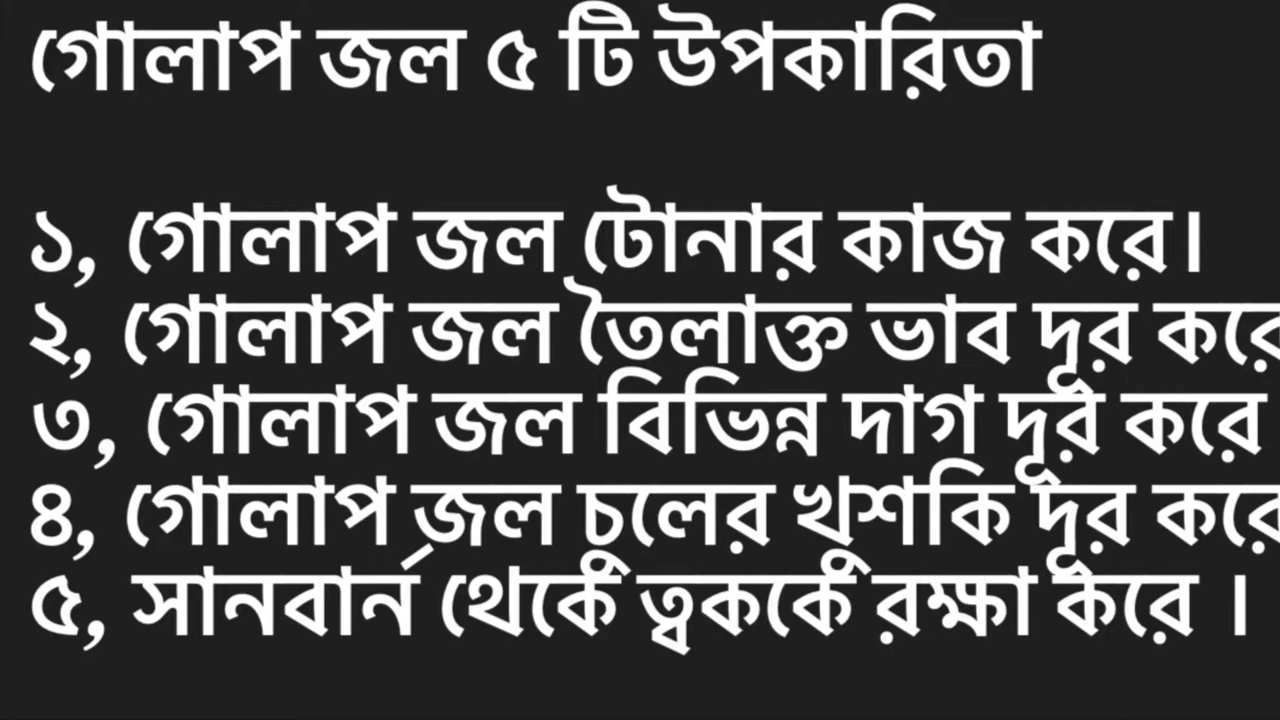 গোলাপ জল ৫ টি উপকারিতা
১, গোলাপ জল টোনার কাজ করে।
২, গোলাপ জল তৈলাক্ত ভাব দূর করে
৩, গোলাপ জল বিভিন্ন দাগ দূর করে
৪, গোলাপ জল চুলের খুশকি দূর করে
৫, সানবার্ন থেকে ত্বককে রক্ষা করে ।